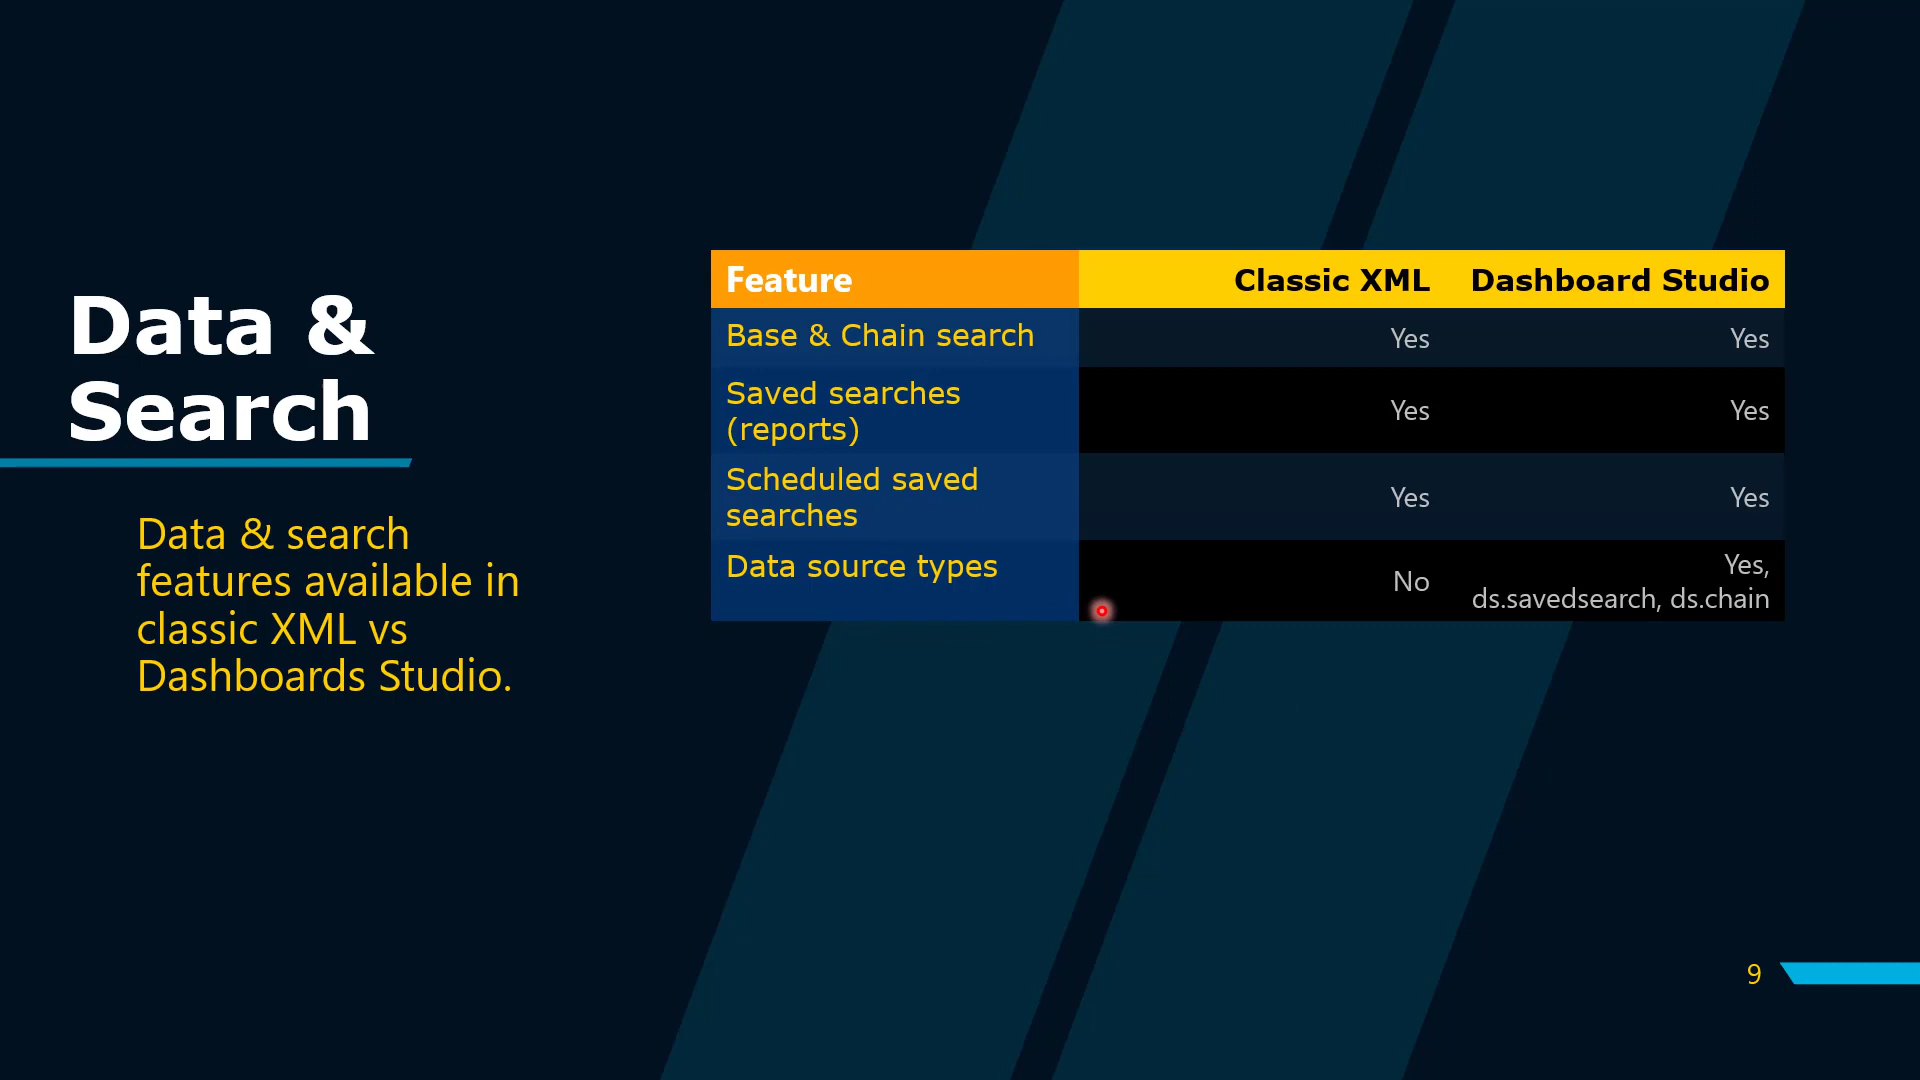 Data &
Search
Data & search
features available in
classic XML vs
Dashboards Studio.
Feature Classic XML Dashboard Studio
Base & Chain search Yes Yes
Saved searches
(reports) Yes Yes
Scheduled saved
searches Yes Yes
Data source types No Yes,
ds.savedsearch, ds.chain
9